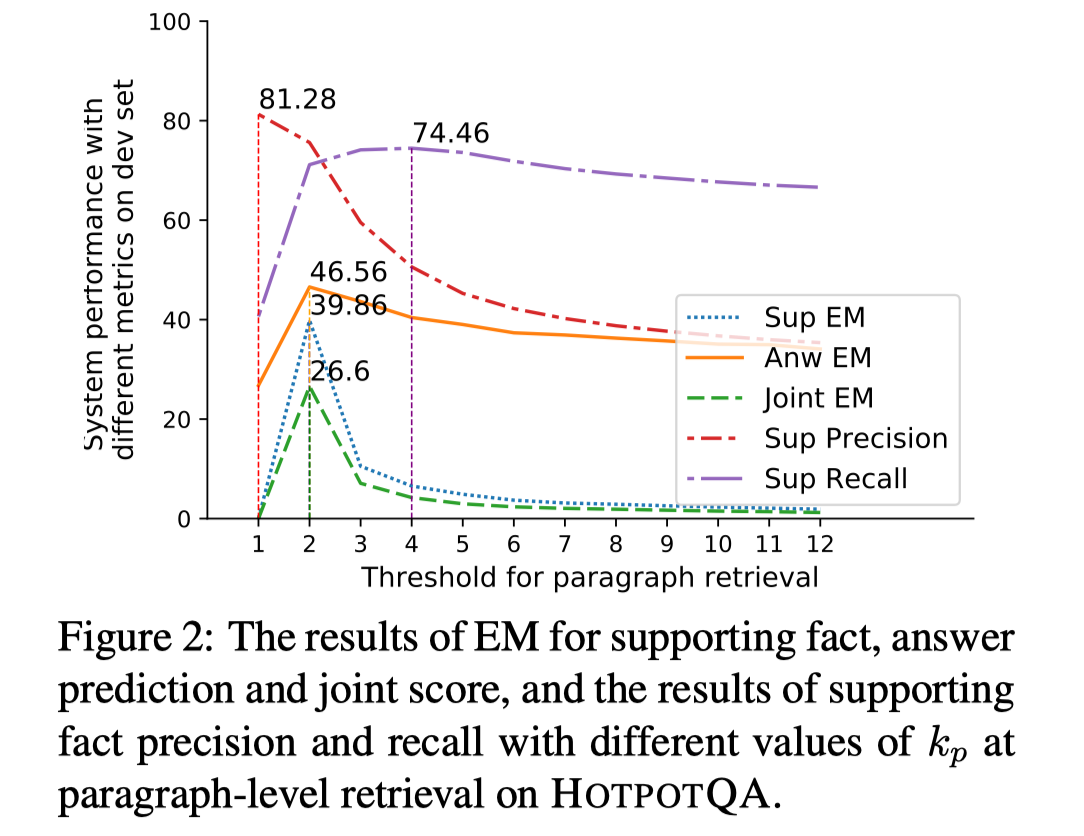 100
80
60
40
20
0
System performance with
different metrics on dev set
81.28
74.46
46.56
39.86
26.6
Sup EM
Anw EM
Joint EM
Sup Precision
Sup Recall
1 2 3 4 5 6 7 8 9 10 11 12
Threshold for paragraph retrieval
Figure 2: The results of EM for supporting fact, answer
prediction and joint score, and the results of supporting
fact precision and recall with different values of kₚ at
paragraph-level retrieval on HOTPOTQA.